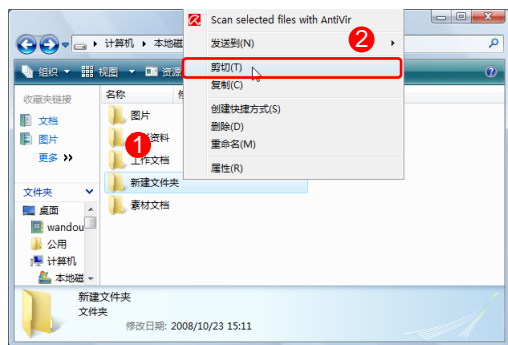 Scan selected files with AntiVir
发送到(N)
2
计算机
本地磁
剪切(T)
组织
视图
资源
复制(C)
收藏夹链接
名称
创建快捷方式(S)
文档
图片
删除(D)
图片
资料
重命名(M)
更多
1
工作文档
属性(R)
新建文件夹
文件夹
素材文档
桌面
wandou
公用
计算机
本地磁
新建文件夹
文件夹
修改日期: 2008/10/23 15:11